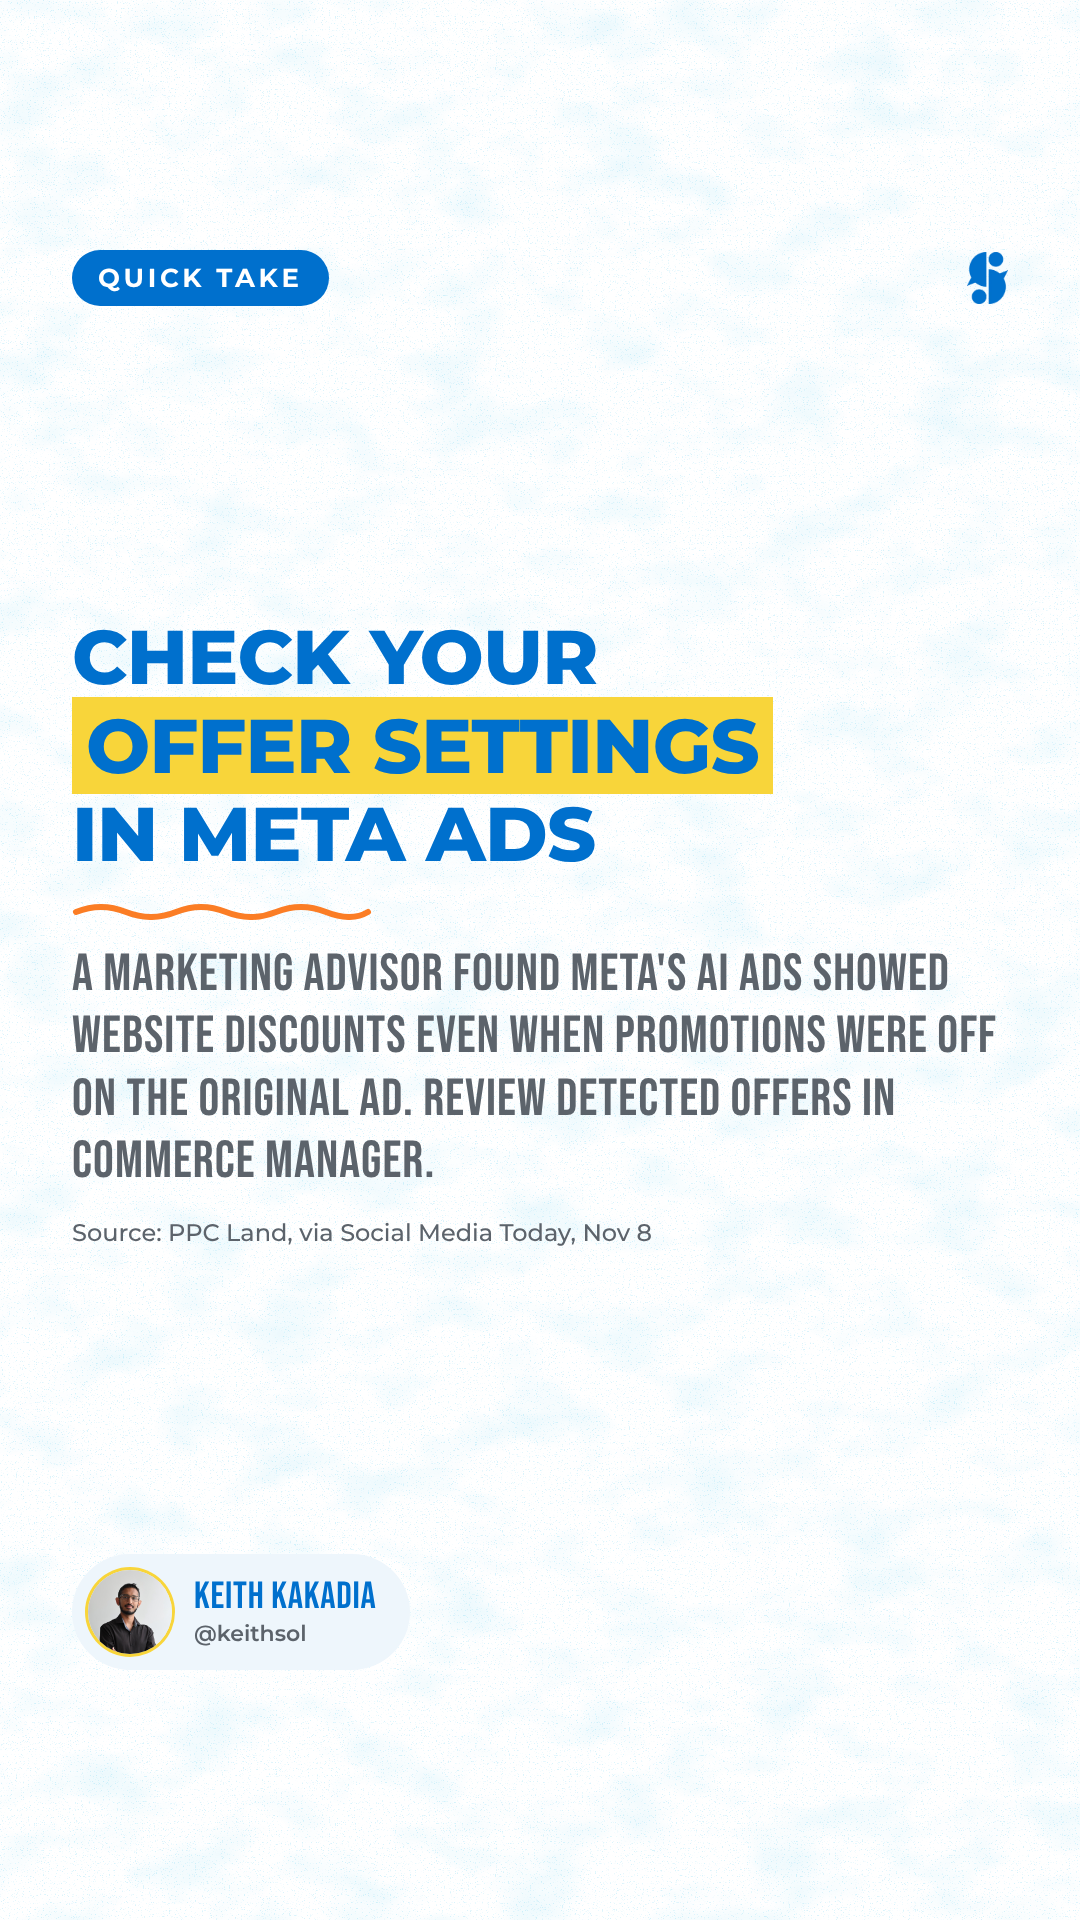 QUICK TAKE
CHECK YOUR
OFFER SETTINGS
IN META ADS
A MARKETING ADVISOR FOUND META'S AI ADS SHOWED
WEBSITE DISCOUNTS EVEN WHEN PROMOTIONS WERE OFF
ON THE ORIGINAL AD. REVIEW DETECTED OFFERS IN
COMMERCE MANAGER.
Source: PPC Land, via Social Media Today, Nov 8
KEITH KAKADIA
@keithsol